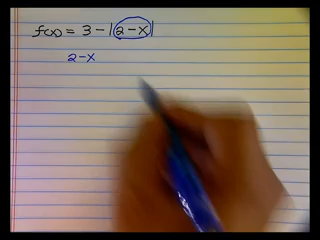 f(x) = 3 - |2-x|
2-x